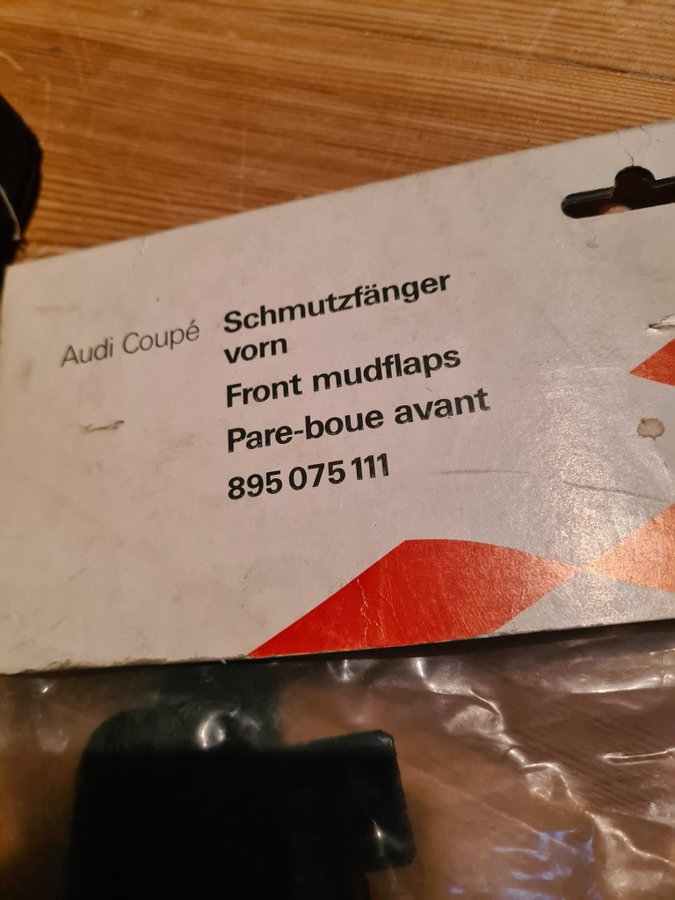 Audi Coupé
Schmutzfänger
vorn
Front mudflaps
Pare-boue avant
895 075 111